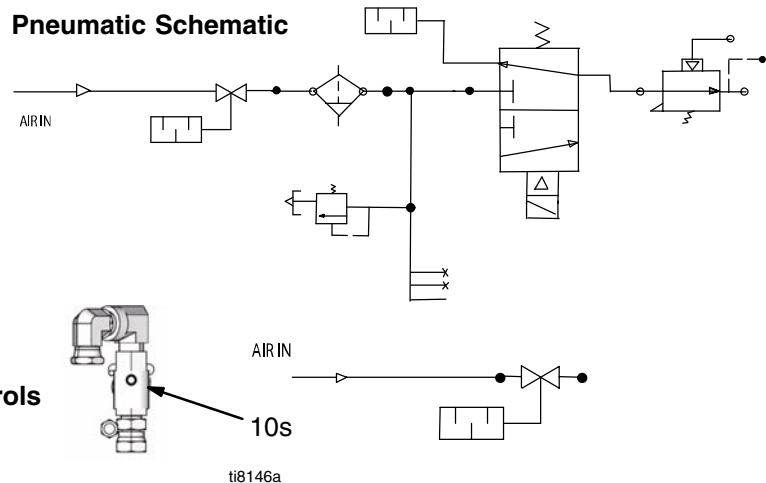 Pneumatic Schematic
AIR IN
AIR IN
rols
10s
ti8146a